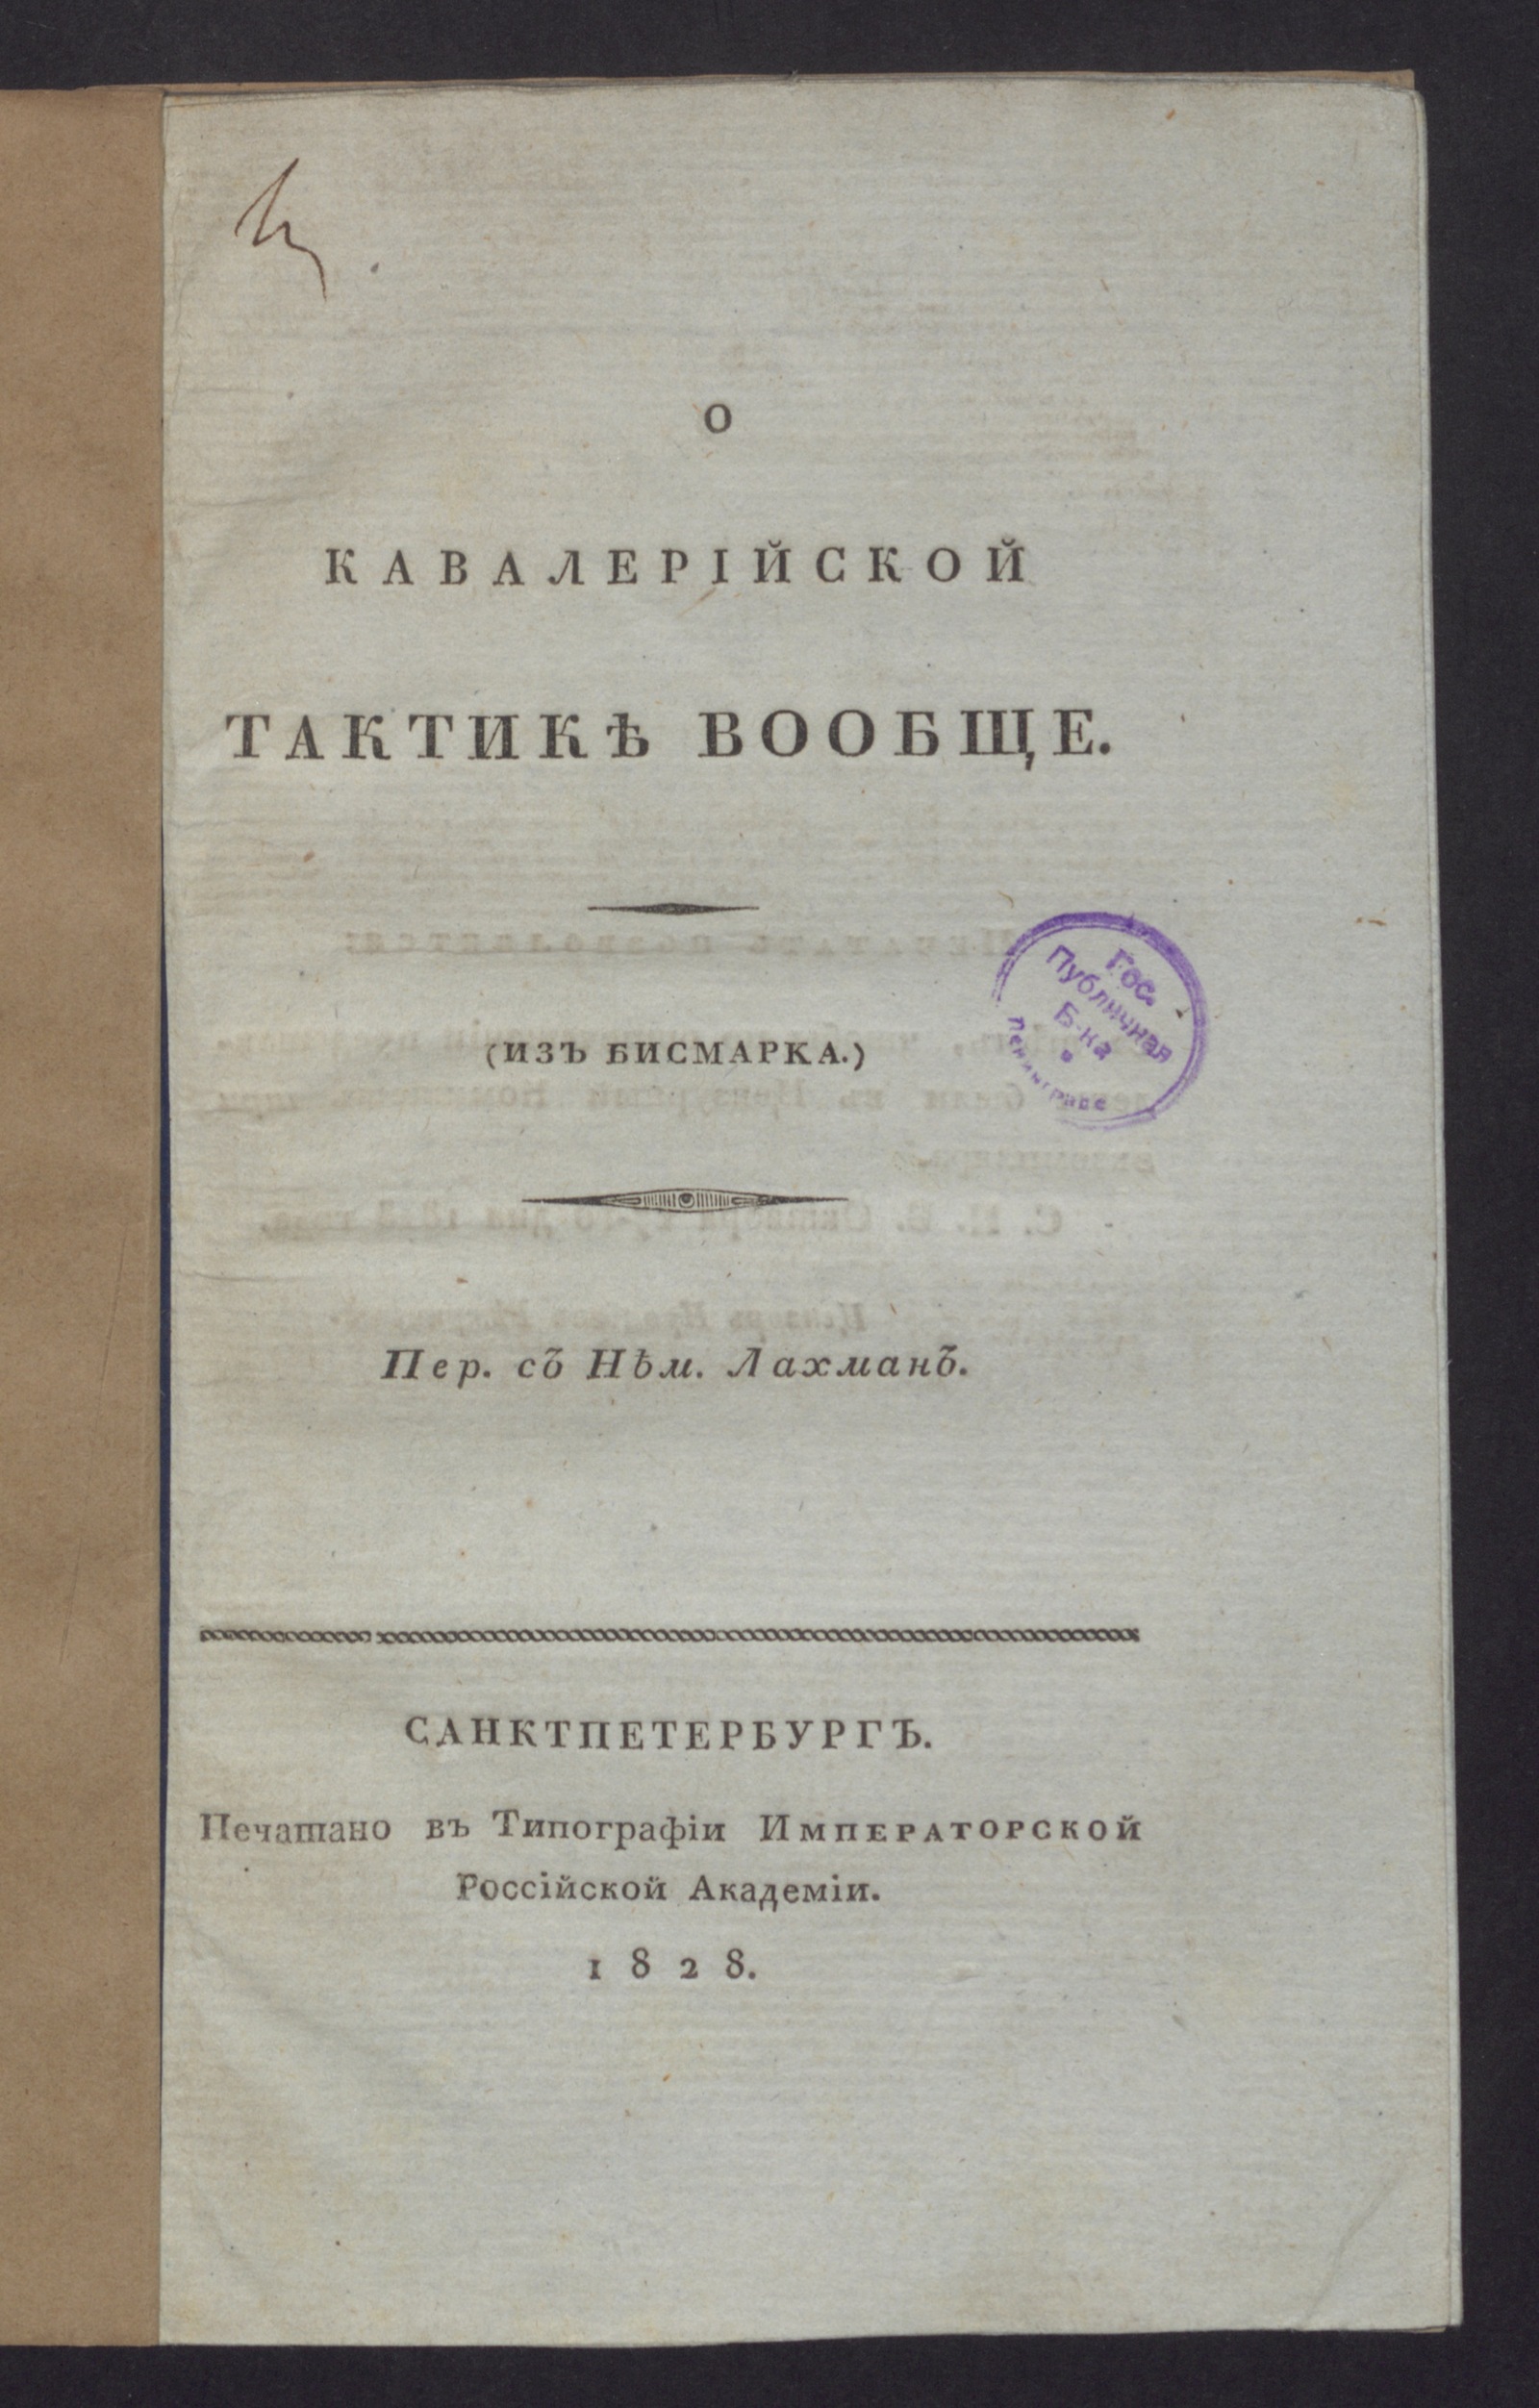 О
КАВАЛЕРІЙСКОЙ
ТАКТИКѢ ВООБЩЕ.
(ИЗЪ БИСМАРКА.)
Гос.
Публичная
Б-ка
Ленинграде
Пер. съ Нѣм. Лахманъ.
САНКТПЕТЕРБУРГЪ.
Печатано въ Типографіи Императорской
Россійской Академіи.
1828.